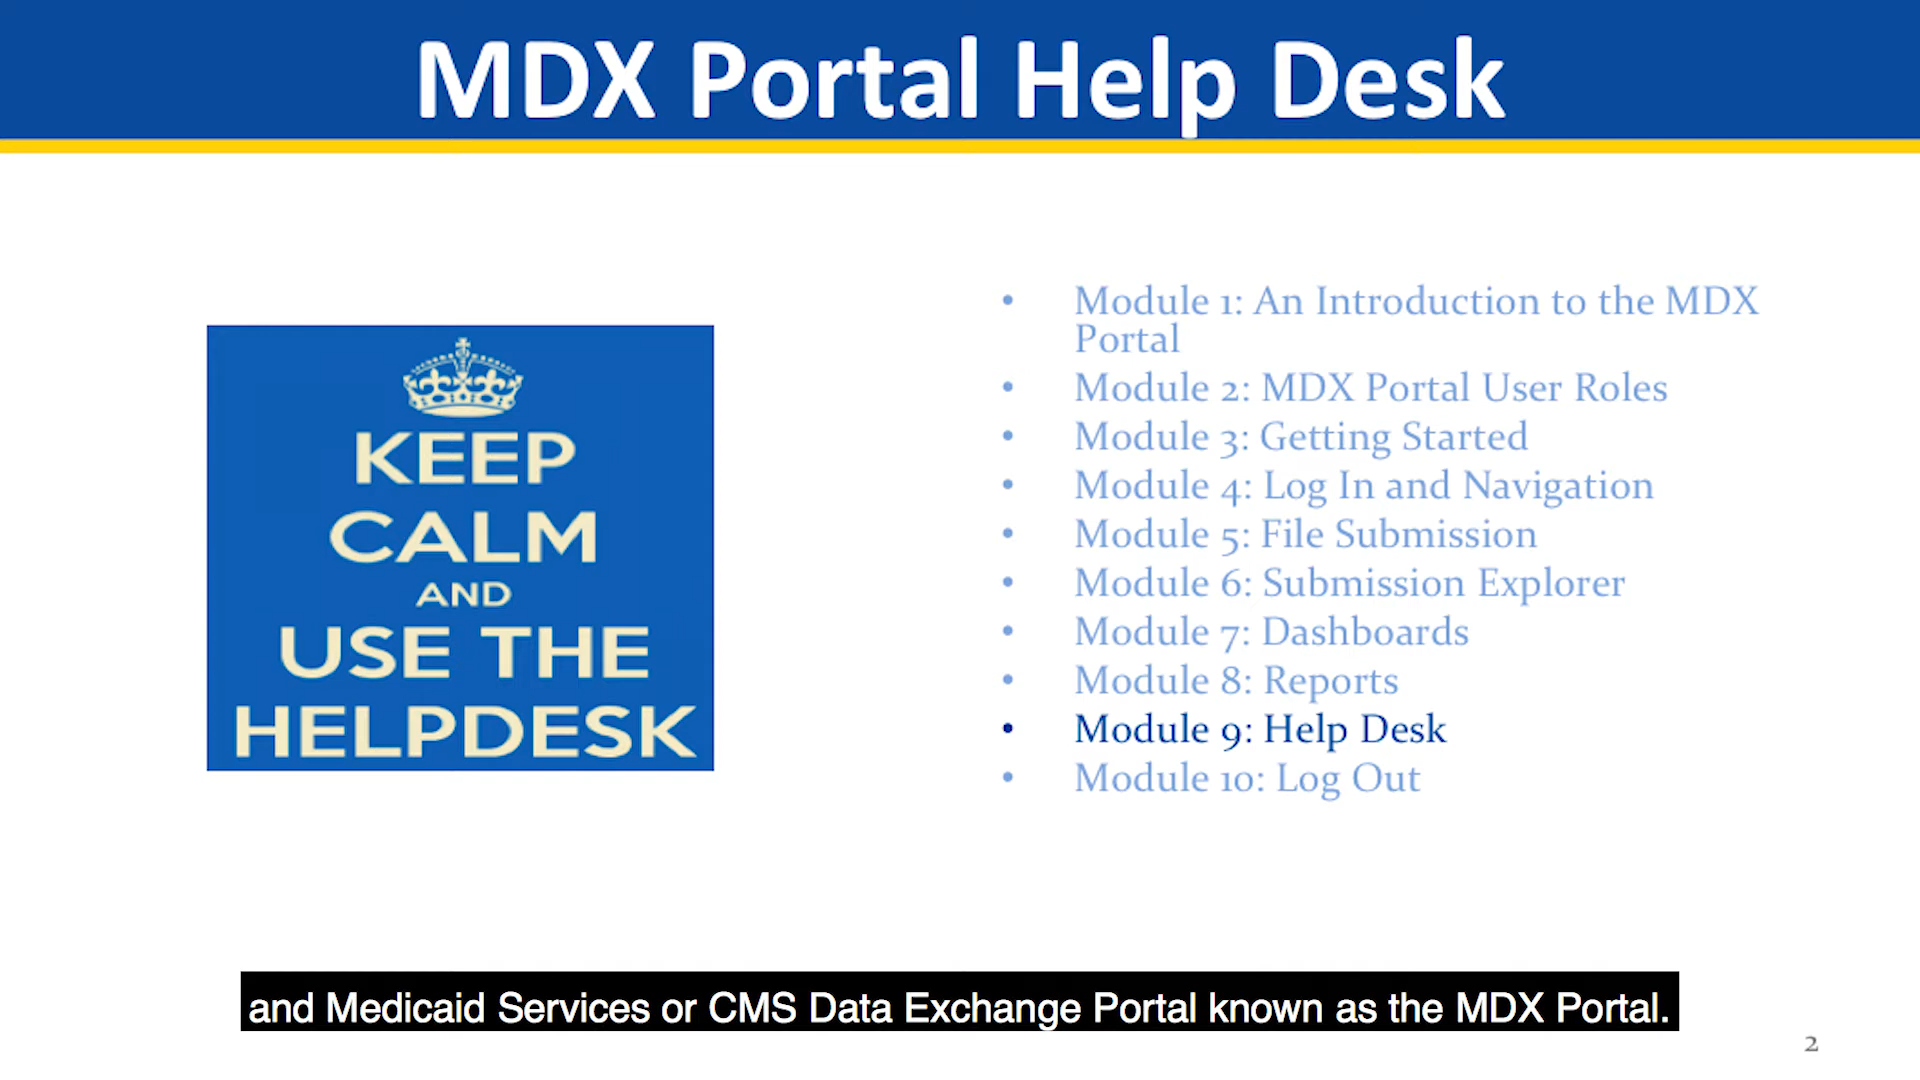 MDX Portal Help Desk
KEEP
CALM
AND
USE THE
HELPDESK
• Module 1: An Introduction to the MDX
Portal
• Module 2: MDX Portal User Roles
• Module 3: Getting Started
• Module 4: Log In and Navigation
• Module 5: File Submission
• Module 6: Submission Explorer
• Module 7: Dashboards
• Module 8: Reports
• Module 9: Help Desk
• Module 10: Log Out
and Medicaid Services or CMS Data Exchange Portal known as the MDX Portal.
2